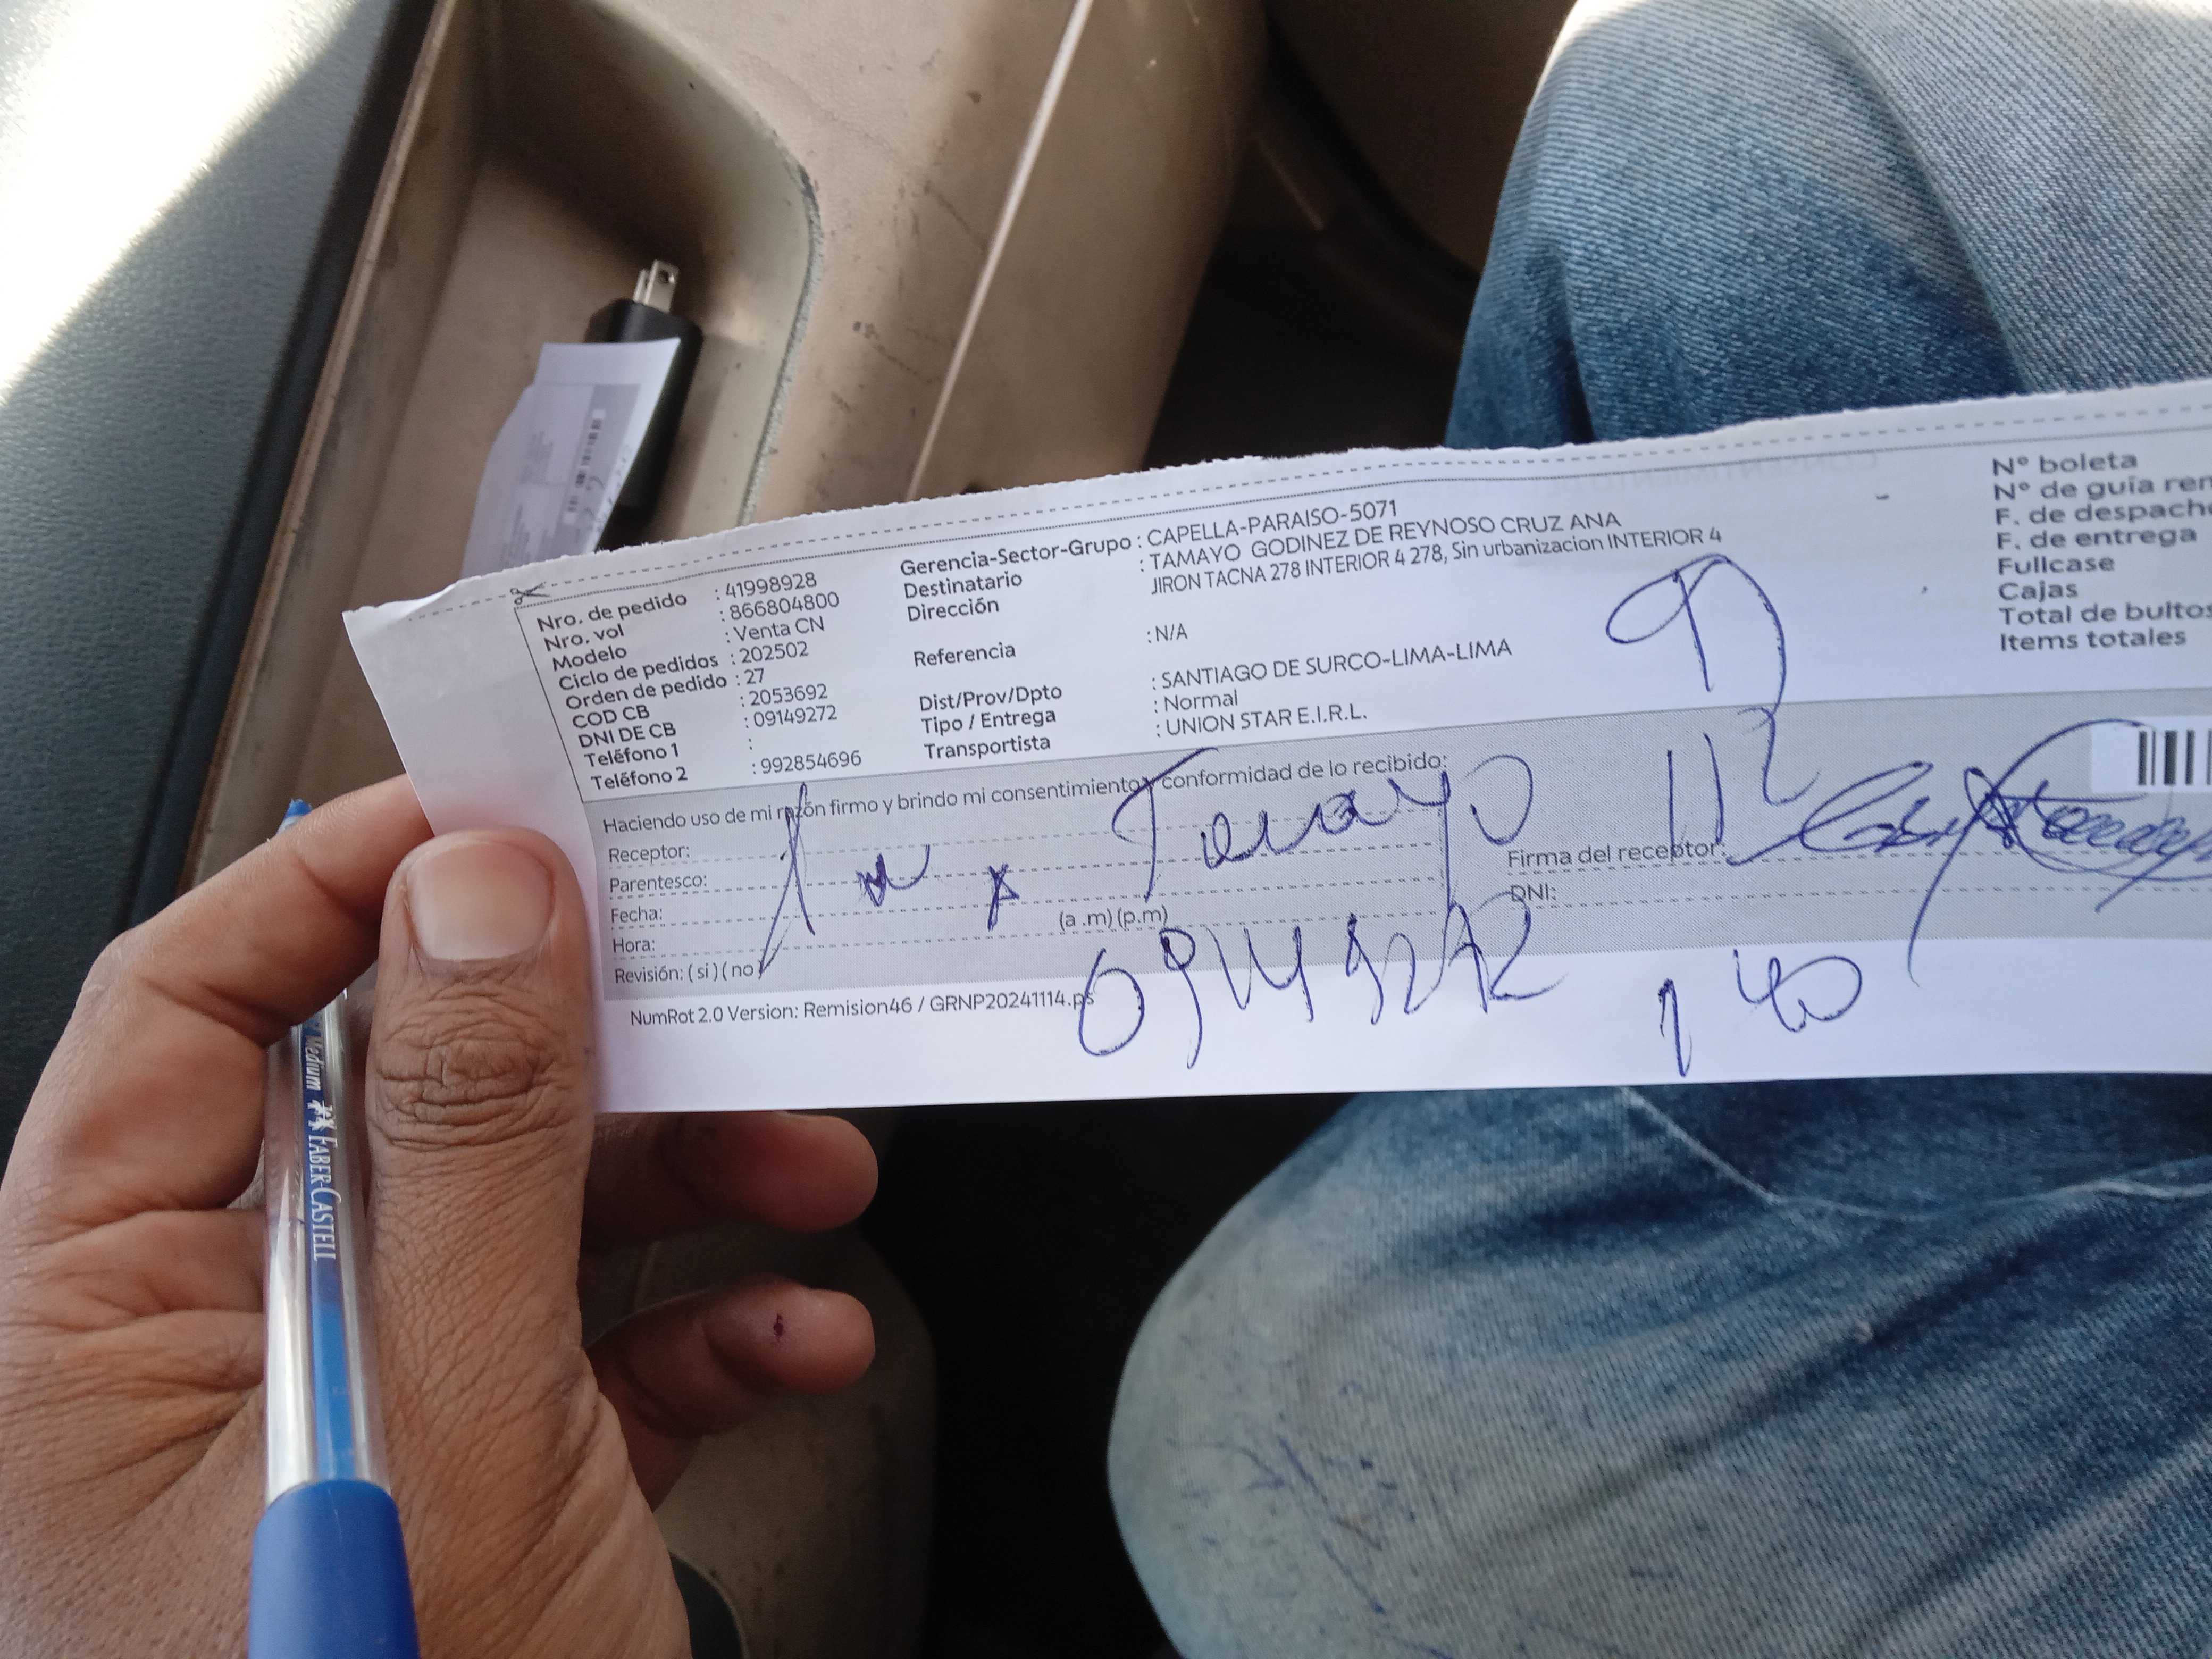 Nro. de pedido : 41998928
Nro. vol : 866804800
Modelo : Venta CN
Ciclo de pedidos : 202502
Orden de pedido : 27
COD CB : 2053692
DNI DE CB : 09149272
Teléfono 1 :
Teléfono 2 : 992854696
Gerencia-Sector-Grupo : CAPELLA-PARAISO-5071
Destinatario : TAMAYO GODINEZ DE REYNOSO CRUZ ANA
Dirección JIRON TACNA 278 INTERIOR 4 278, Sin urbanizacion INTERIOR 4
Referencia : N/A
Dist/Prov/Dpto : SANTIAGO DE SURCO-LIMA-LIMA
Tipo / Entrega : Normal
Transportista : UNION STAR E.I.R.L.
N° boleta
N° de guía
F. de
F. de entrega
Fullcase
Cajas
Total de
Items totales
Haciendo uso de mi razón firmo y brindo mi consentimiento y conformidad de lo recibido:
Receptor:
Parentesco:
Fecha:
Hora: (a .m) (p.m)
Revisión: ( si ) ( no )
Firma del receptor:
DNI:
Tamayo
09149272
1 40
NumRot 2.0 Version: Remision46 / GRNP20241114.ps
Medium FABER-CASTELL